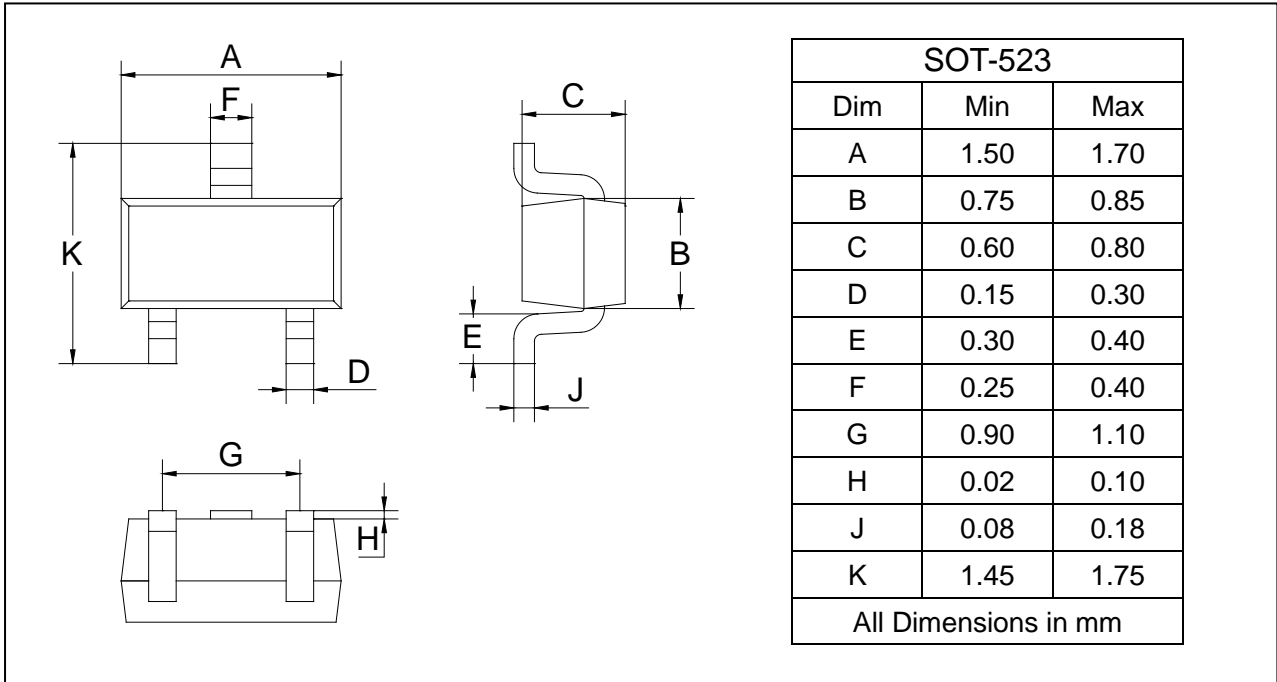 A
F
K
D
C
B
E
J
G
H
SOT-523
Dim Min Max
A 1.50 1.70
B 0.75 0.85
C 0.60 0.80
D 0.15 0.30
E 0.30 0.40
F 0.25 0.40
G 0.90 1.10
H 0.02 0.10
J 0.08 0.18
K 1.45 1.75
All Dimensions in mm